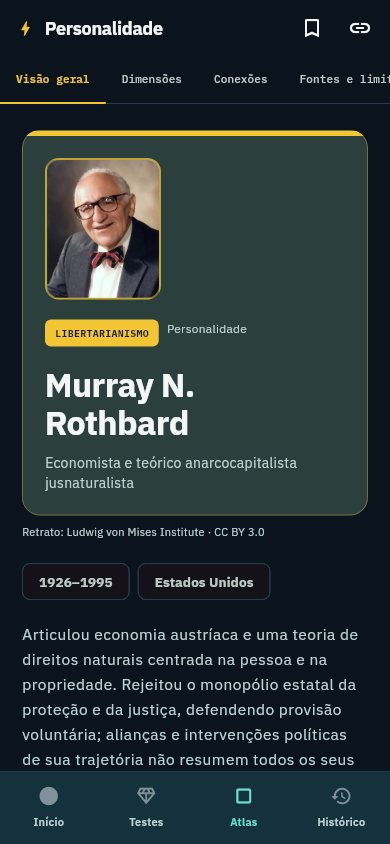 Personalidade
Visão geral
Dimensões
Conexões
Fontes e limit
LIBERTARIANISMO
Personalidade
Murray N.
Rothbard
Economista e teórico anarcocapitalista
jusnaturalista
Retrato: Ludwig von Mises Institute · CC BY 3.0
1926–1995
Estados Unidos
Articulou economia austríaca e uma teoria de
direitos naturais centrada na pessoa e na
propriedade. Rejeitou o monopólio estatal da
proteção e da justiça, defendendo provisão
voluntária; alianças e intervenções políticas
de sua trajetória não resumem todos os seus
Início
Testes
Atlas
Histórico